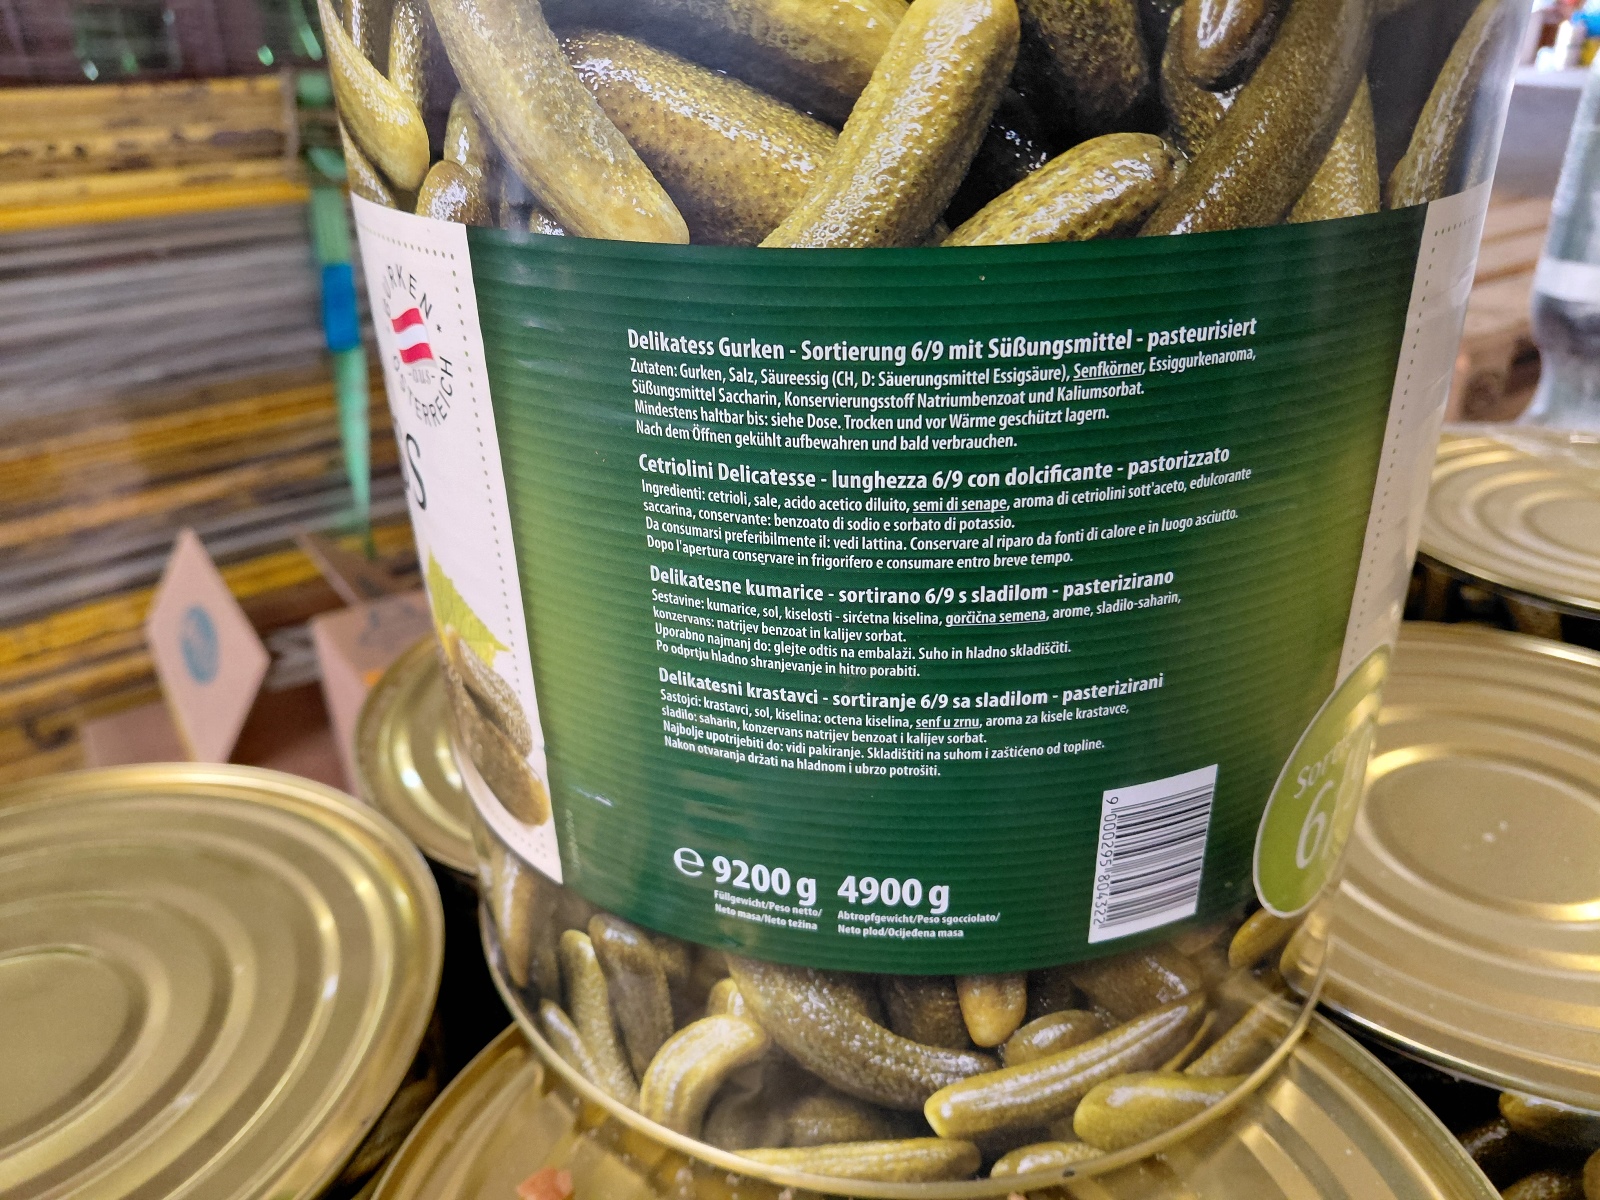 GURKEN
-aus-
ÖSTERREICH
Delikatess Gurken - Sortierung 6/9 mit Süßungsmittel - pasteurisiert
Zutaten: Gurken, Salz, Säureessig (CH, D: Säuerungsmittel Essigsäure), Senfkörner, Essiggurkenaroma,
Süßungsmittel Saccharin, Konservierungsstoff Natriumbenzoat und Kaliumsorbat.
Mindestens haltbar bis: siehe Dose. Trocken und vor Wärme geschützt lagern.
Nach dem Öffnen gekühlt aufbewahren und bald verbrauchen.
Cetriolini Delicatesse - lunghezza 6/9 con dolcificante - pastorizzato
Ingredienti: cetrioli, sale, acido acetico diluito, semi di senape, aroma di cetriolini sott'aceto, edulcorante
saccarina, conservante: benzoato di sodio e sorbato di potassio.
Da consumarsi preferibilmente il: vedi lattina. Conservare al riparo da fonti di calore e in luogo asciutto.
Dopo l'apertura conservare in frigorifero e consumare entro breve tempo.
Delikatesne kumarice - sortirano 6/9 s sladilom - pasterizirano
Sestavine: kumarice, sol, kiselosti - sirćetna kiselina, gorčična semena, arome, sladilo-saharin,
konzervans: natrijev benzoat in kalijev sorbat.
Uporabno najmanj do: glejte odtis na embalaži. Suho in hladno skladiščiti.
Po odprtju hladno shranjevanje in hitro porabiti.
Delikatesni krastavci - sortiranje 6/9 sa sladilom - pasterizirani
Sastojci: krastavci, sol, kiselina: octena kiselina, senf u zrnu, aroma za kisele krastavce,
sladilo: saharin, konzervans natrijev benzoat i kalijev sorbat.
Najbolje upotrijebiti do: vidi pakiranje. Skladištiti na suhom i zaštićeno od topline.
Nakon otvaranja držati na hladnom i ubrzo potrošiti.
℮ 9200 g 4900 g
Füllgewicht/Peso netto/
Neto masa/Neto težina
Abtropfgewicht/Peso sgocciolato/
Neto plod/Ocijeđena masa
9 000295 804322